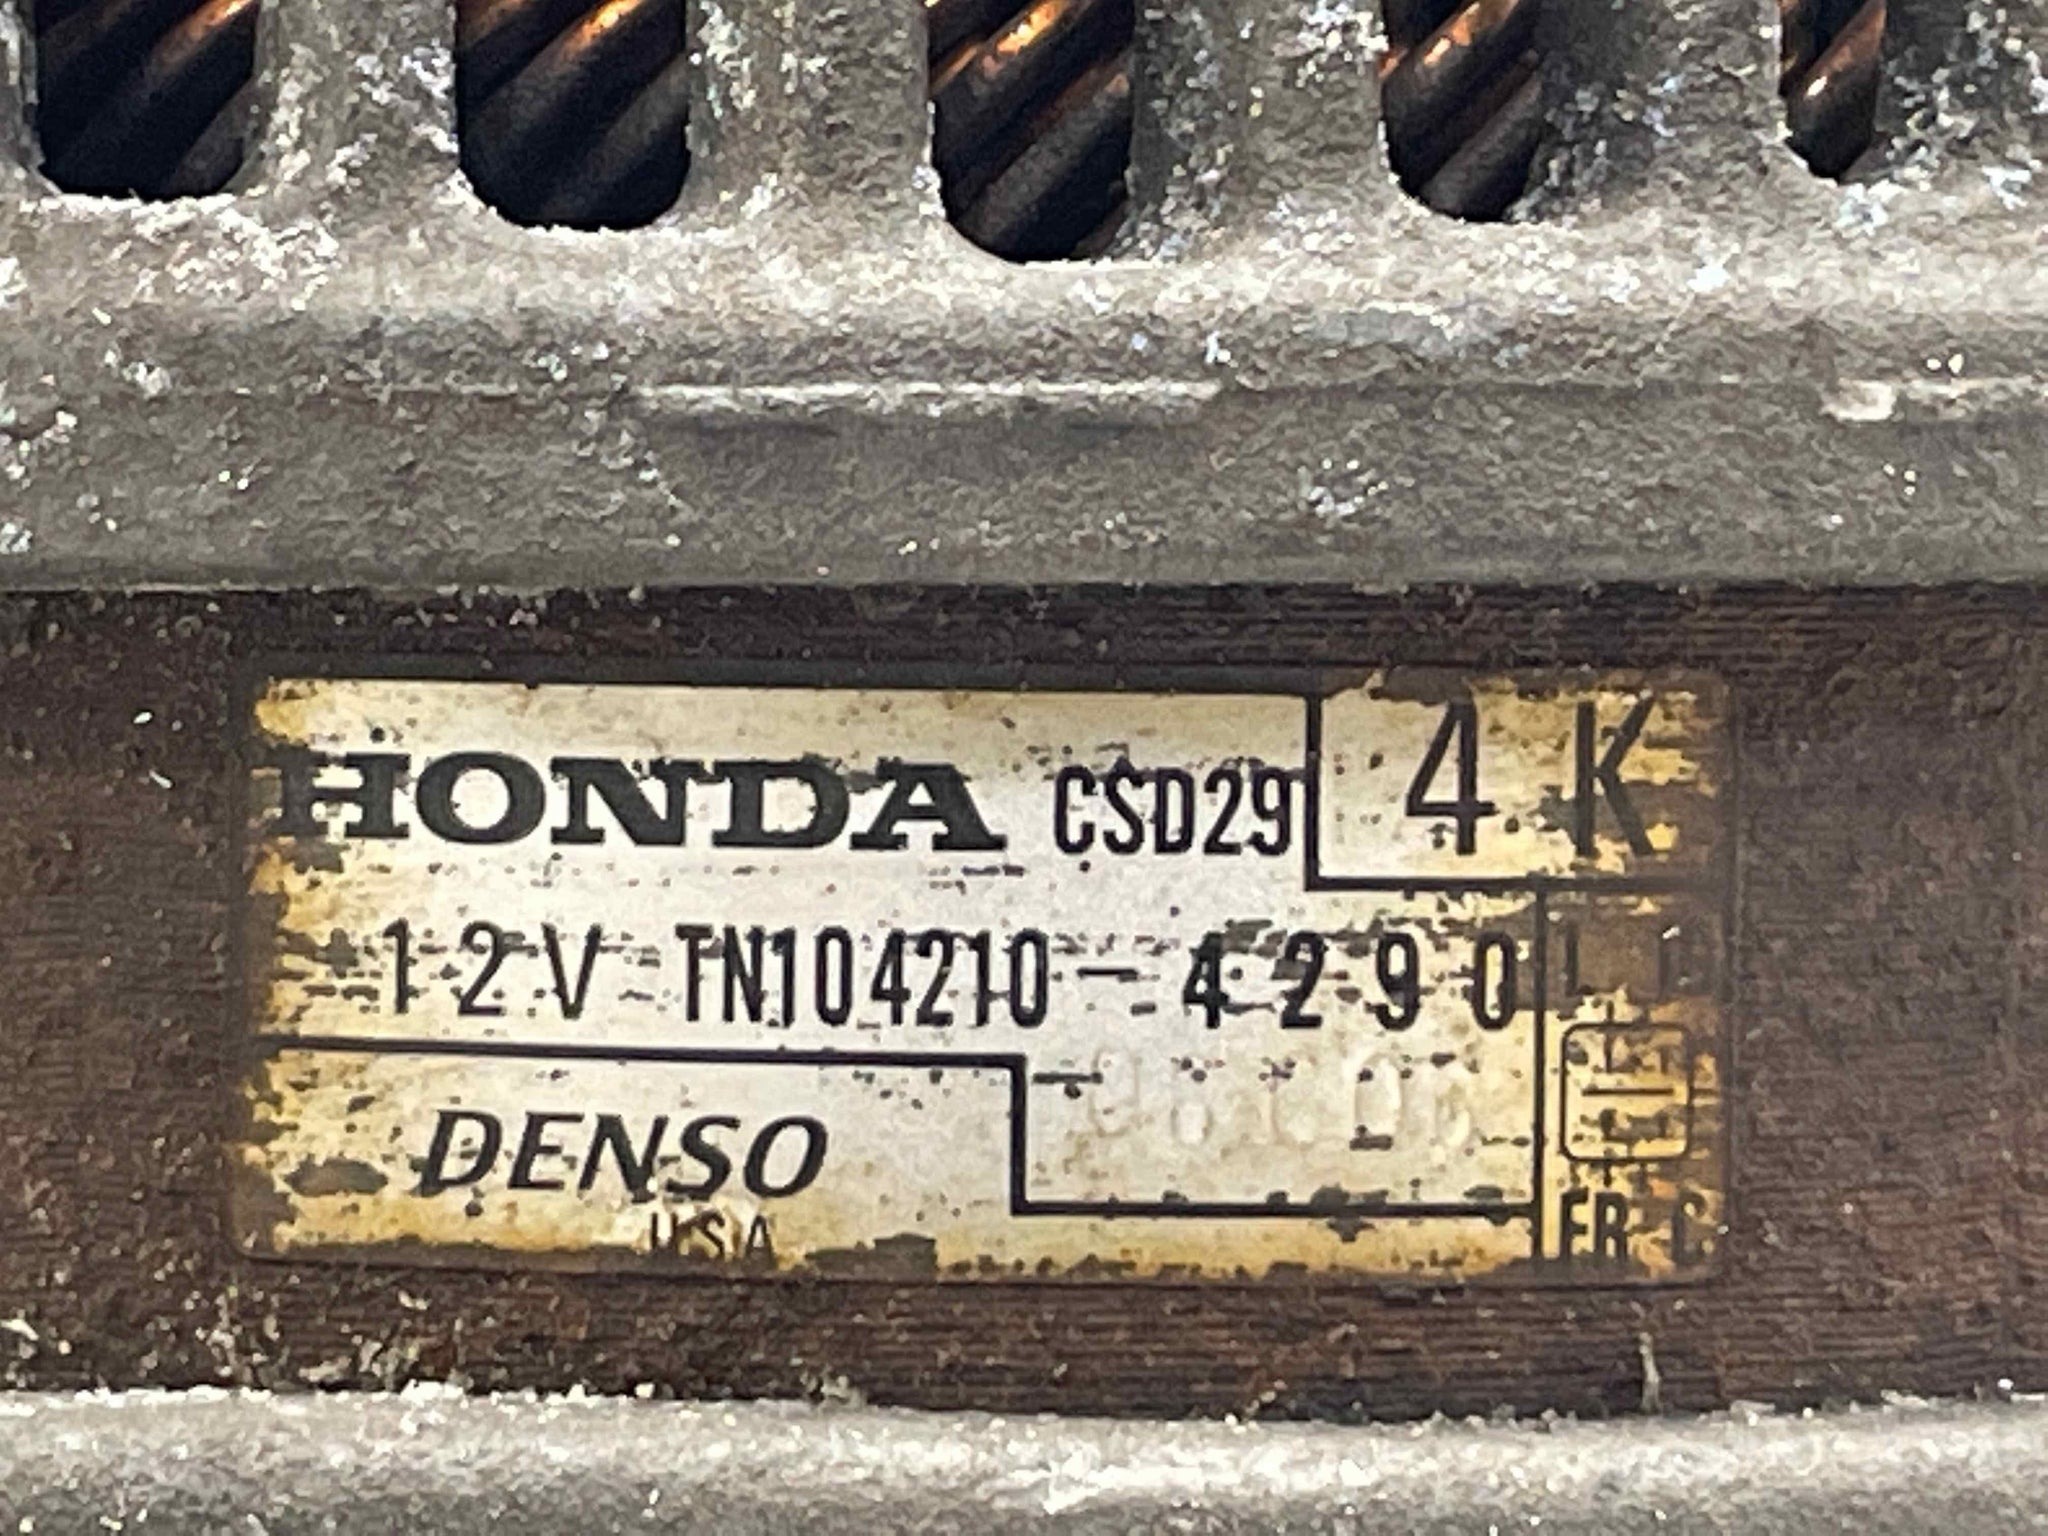 HONDA CSD29 4K
12V TN104210-4290
DENSO
USA